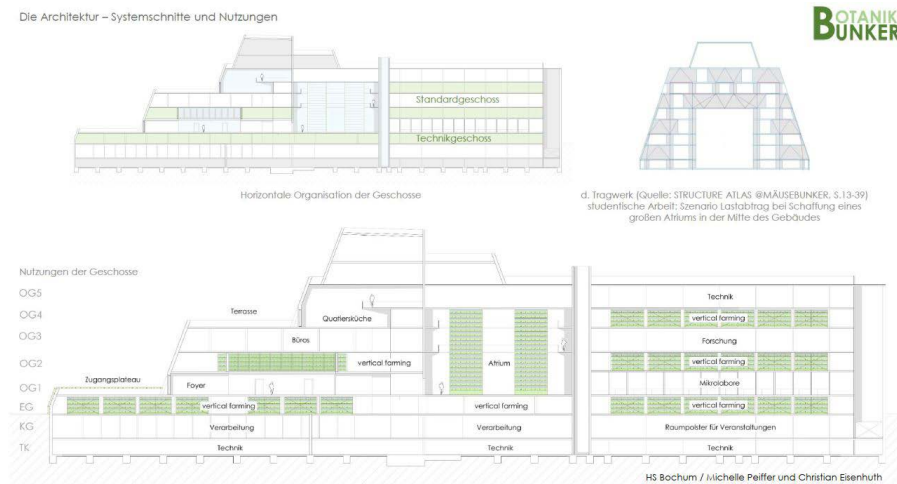 Die Architektur – Systemschnitte und Nutzungen
BOTANIK
BUNKER
Standardgeschoss
Technikgeschoss
Horizontale Organisation der Geschosse
d. Tragwerk (Quelle: STRUCTURE ATLAS @MÄUSEBUNKER. S.13-39)
studentische Arbeit: Szenario Lastabtrag bei Schaffung eines
großen Atriums in der Mitte des Gebäudes
Nutzungen der Geschosse
OG5
Technik
OG4
Terrasse
Quatiersküche
vertical farming
OG3
Büros
Forschung
OG2
vertical farming
Atrium
vertical farming
Zugangsplateau
OG1
Foyer
Mikrolabore
EG
vertical farming
vertical farming
vertical farming
KG
Verarbeitung
Verarbeitung
Raumpolster für Veranstaltungen
TK
Technik
Technik
Technik
HS Bochum / Michelle Peiffer und Christian Eisenhuth